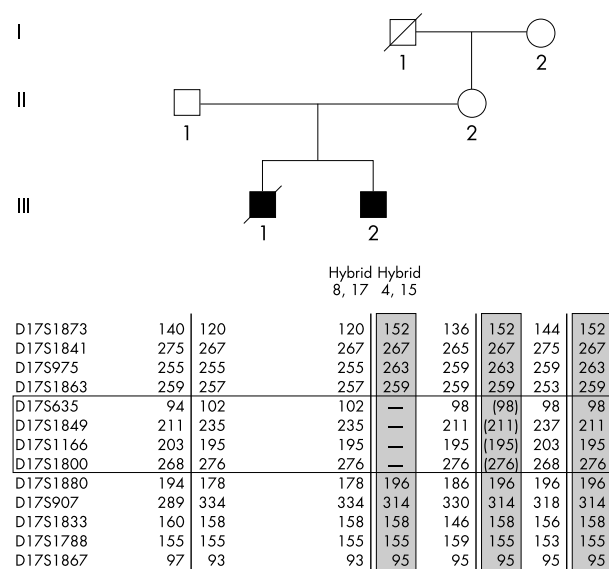 I
1 2
II
1 2
III
1 2
Hybrid Hybrid
8, 17 4, 15
D17S1873 140 120 120 152 136 152 144 152
D17S1841 275 267 267 267 265 267 275 267
D17S975 255 255 255 263 259 263 259 263
D17S1863 259 257 257 259 259 259 253 259
D17S635 94 102 102 — 98 (98) 98 98
D17S1849 211 235 235 — 211 (211) 237 211
D17S1166 203 195 195 — 195 (195) 203 195
D17S1800 268 276 276 — 276 (276) 268 276
D17S1880 194 178 178 196 186 196 196 196
D17S907 289 334 334 314 330 314 318 314
D17S1833 160 158 158 158 146 158 156 158
D17S1788 155 155 155 155 159 155 153 155
D17S1867 97 93 93 95 95 95 95 95